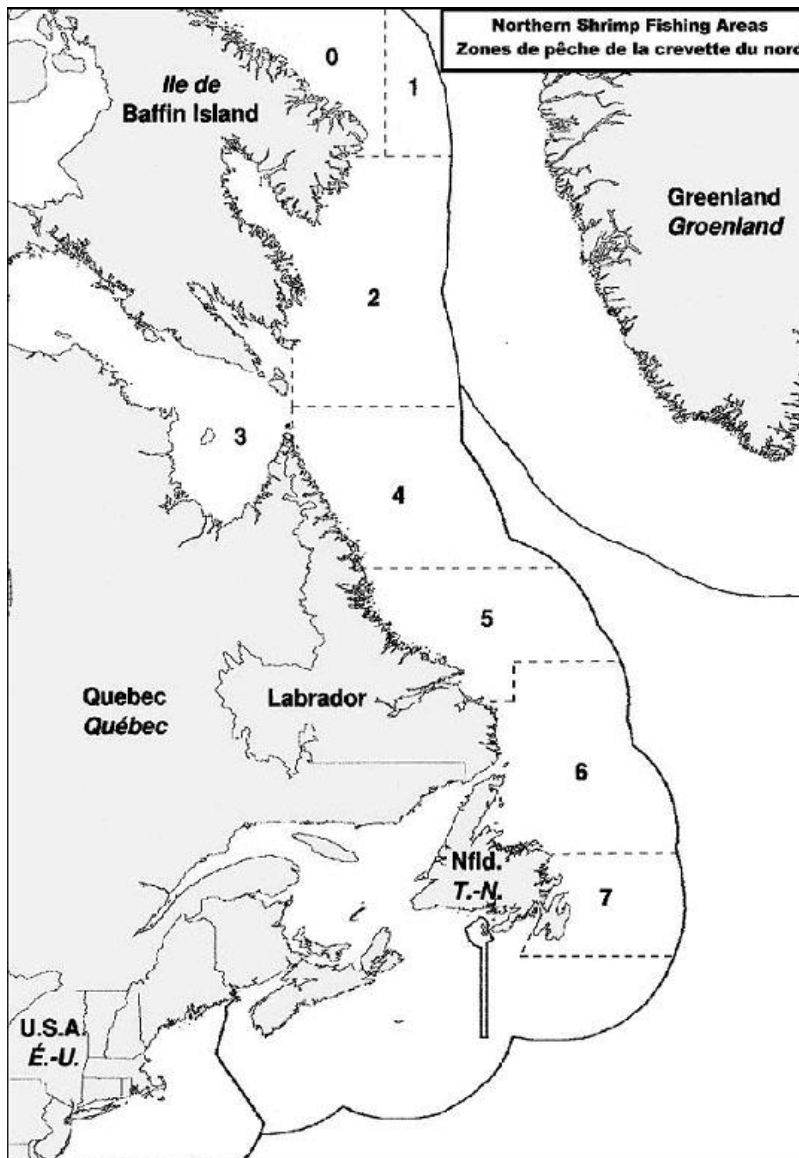 Northern Shrimp Fishing Areas
Zones de pêche de la crevette du nord
0
1
Ile de
Baffin Island
Greenland
Groenland
2
3
4
5
Quebec
Québec
Labrador
6
Nfld.
T.-N.
7
U.S.A.
É.-U.